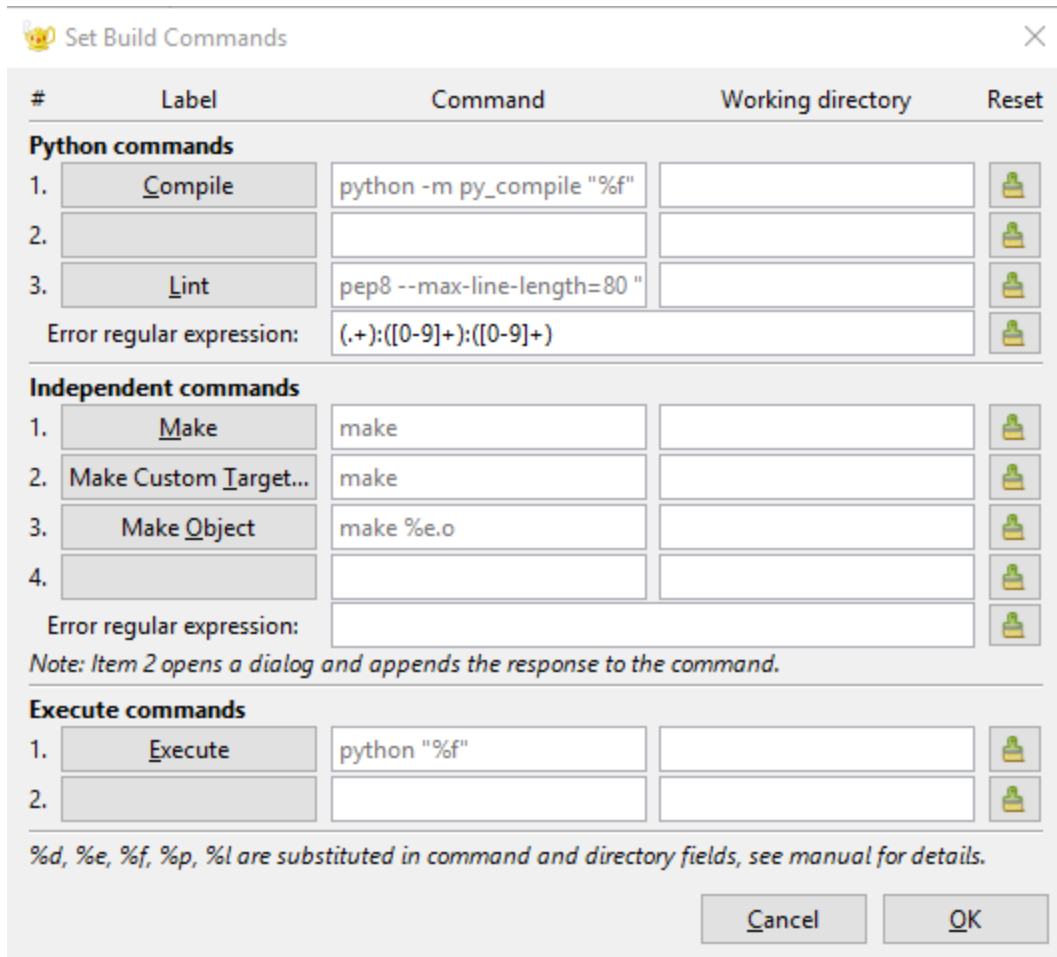 Set Build Commands
# Label Command Working directory Reset
Python commands
1. Compile python -m py_compile "%f"
2.
3. Lint pep8 --max-line-length=80 "
Error regular expression: (.+):([0-9]+):([0-9]+)
Independent commands
1. Make make
2. Make Custom Target... make
3. Make Object make %e.o
4.
Error regular expression:
Note: Item 2 opens a dialog and appends the response to the command.
Execute commands
1. Execute python "%f"
2.
%d, %e, %f, %p, %l are substituted in command and directory fields, see manual for details.
Cancel OK